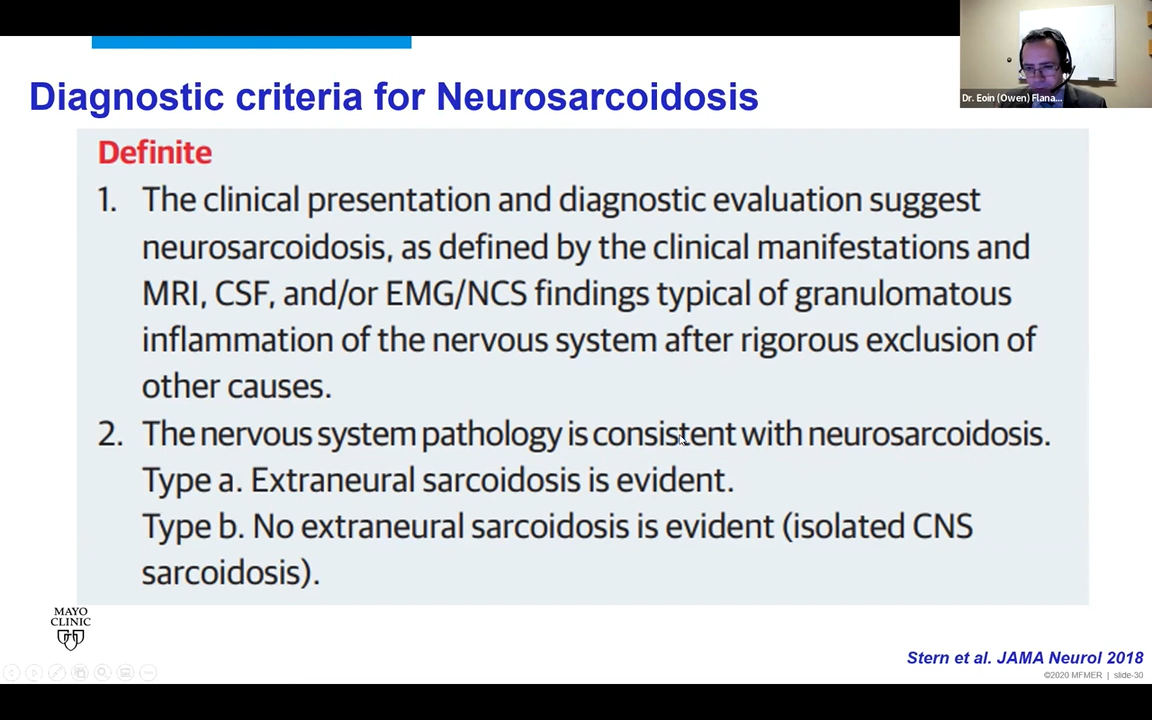 Dr. Eoin (Owen) Flana...
Diagnostic criteria for Neurosarcoidosis
Definite
1. The clinical presentation and diagnostic evaluation suggest
neurosarcoidosis, as defined by the clinical manifestations and
MRI, CSF, and/or EMG/NCS findings typical of granulomatous
inflammation of the nervous system after rigorous exclusion of
other causes.
2. The nervous system pathology is consistent with neurosarcoidosis.
Type a. Extraneural sarcoidosis is evident.
Type b. No extraneural sarcoidosis is evident (isolated CNS
sarcoidosis).
MAYO
CLINIC
Stern et al. JAMA Neurol 2018
©2020 MFMER | slide-30